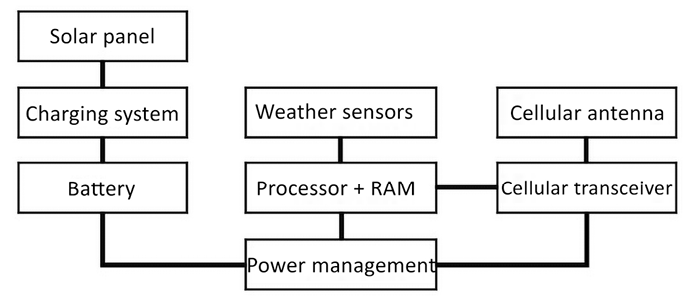 Solar panel
Charging system
Battery
Weather sensors
Processor + RAM
Power management
Cellular antenna
Cellular transceiver